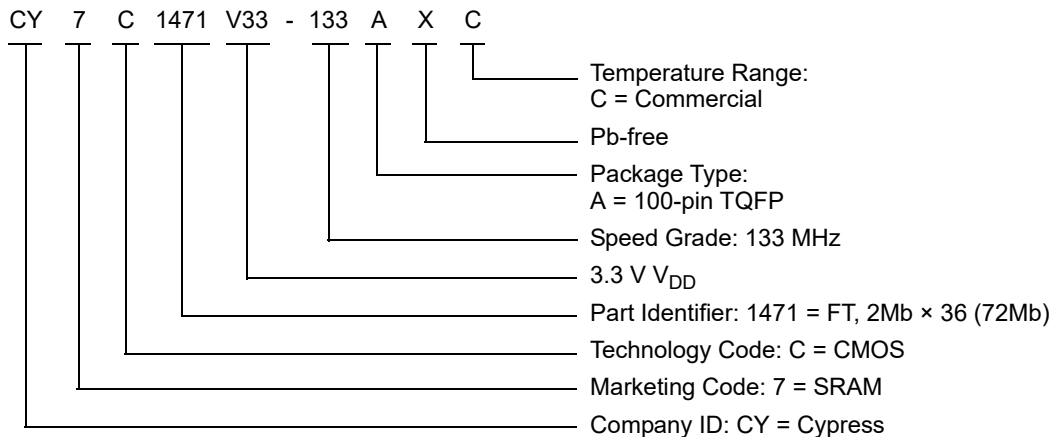 CY 7 C 1471 V33 - 133 A X C
Temperature Range:
C = Commercial
Pb-free
Package Type:
A = 100-pin TQFP
Speed Grade: 133 MHz
3.3 V VDD
Part Identifier: 1471 = FT, 2Mb × 36 (72Mb)
Technology Code: C = CMOS
Marketing Code: 7 = SRAM
Company ID: CY = Cypress